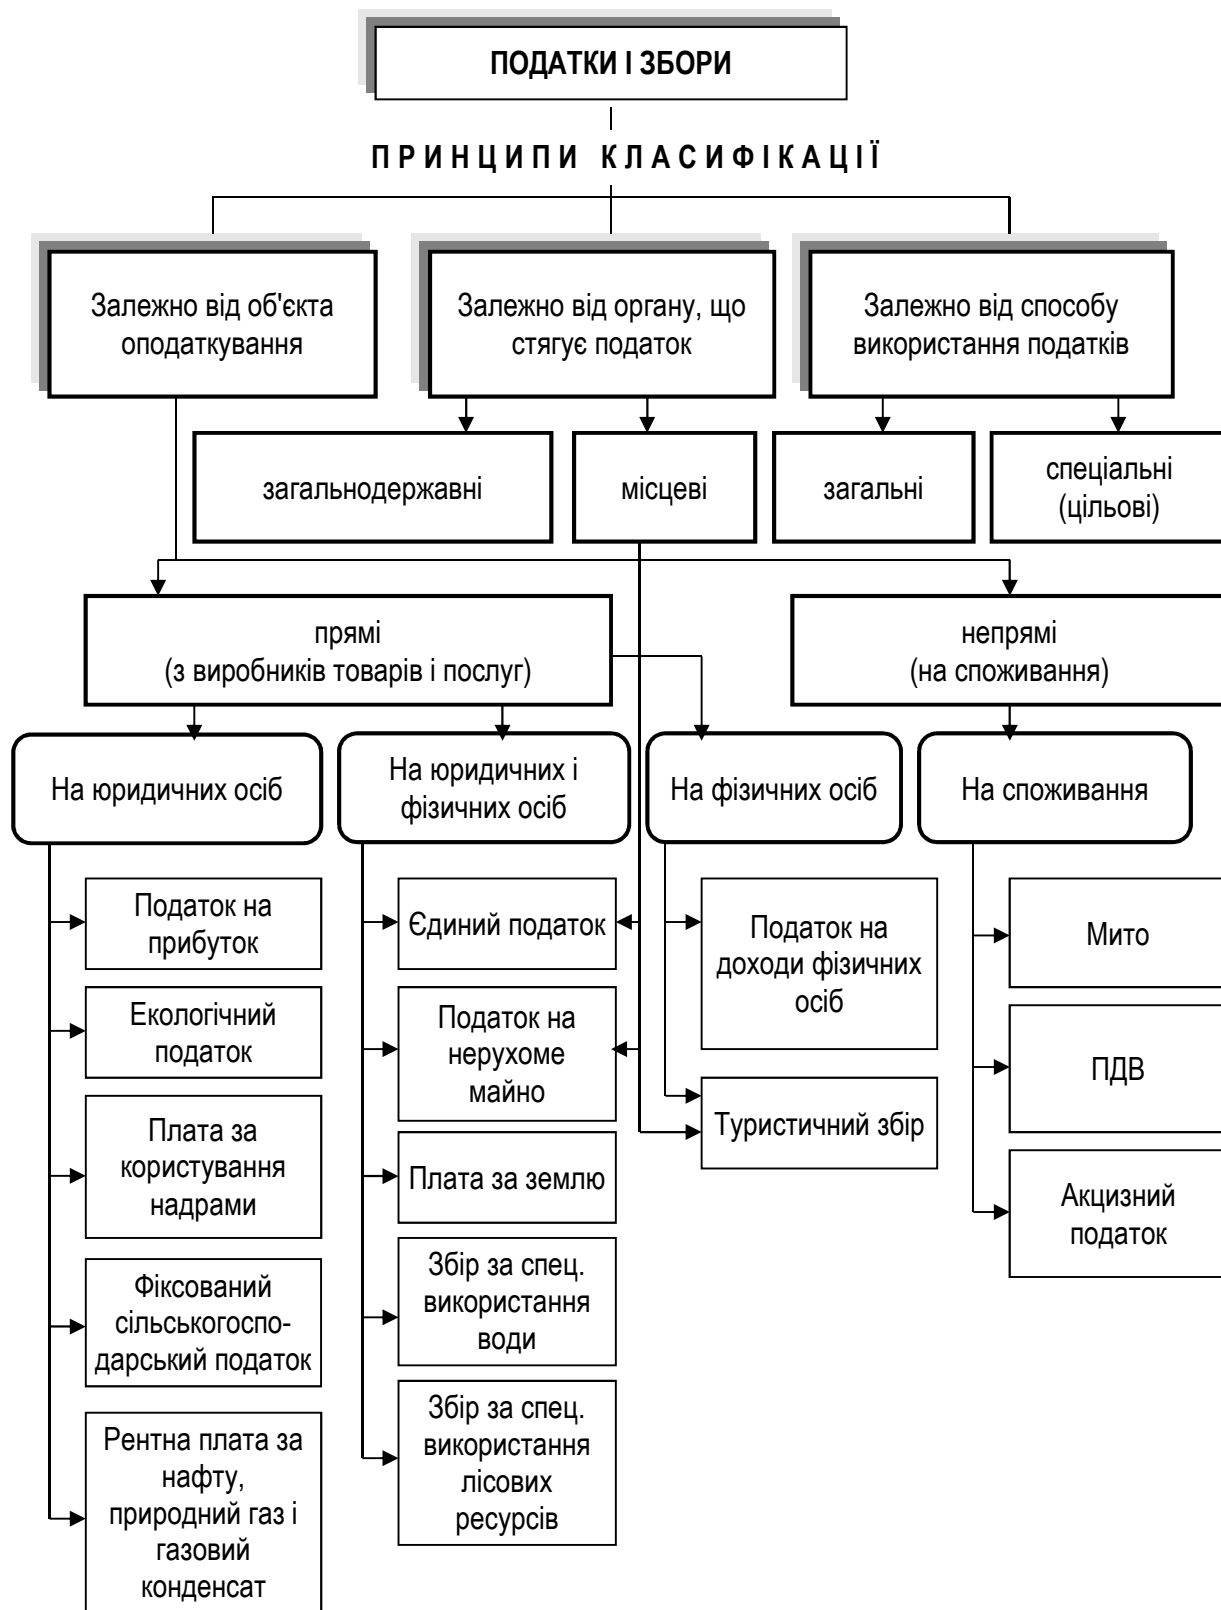 ПОДАТКИ І ЗБОРИ
ПРИНЦИПИ КЛАСИФІКАЦІЇ
Залежно від об'єкта
оподаткування
Залежно від органу, що
стягує податок
Залежно від способу
використання податків
загальнодержавні
місцеві
загальні
спеціальні
(цільові)
прямі
(з виробників товарів і послуг)
непрямі
(на споживання)
На юридичних осіб
На юридичних і
фізичних осіб
На фізичних осіб
На споживання
Податок на
прибуток
Екологічний
податок
Плата за
користування
надрами
Фіксований
сільськогоспо-
дарський податок
Рентна плата за
нафту,
природний газ і
газовий
конденсат
Єдиний податок
Податок на
нерухоме
майно
Плата за землю
Збір за спец.
використання
води
Збір за спец.
використання
лісових
ресурсів
Податок на
доходи фізичних
осіб
Туристичний збір
Мито
ПДВ
Акцизний
податок